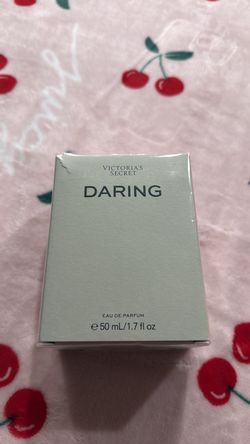 VICTORIA'S
SECRET
DARING
EAU DE PARFUM
℮ 50 mL/1.7 fl oz